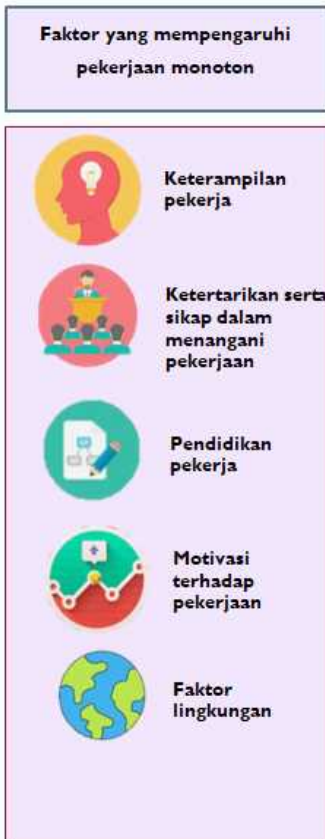 Faktor yang mempengaruhi
pekerjaan monoton
Keterampilan
pekerja
Ketertarikan serta
sikap dalam
menangani
pekerjaan
Pendidikan
pekerja
Motivasi
terhadap
pekerjaan
Faktor
lingkungan